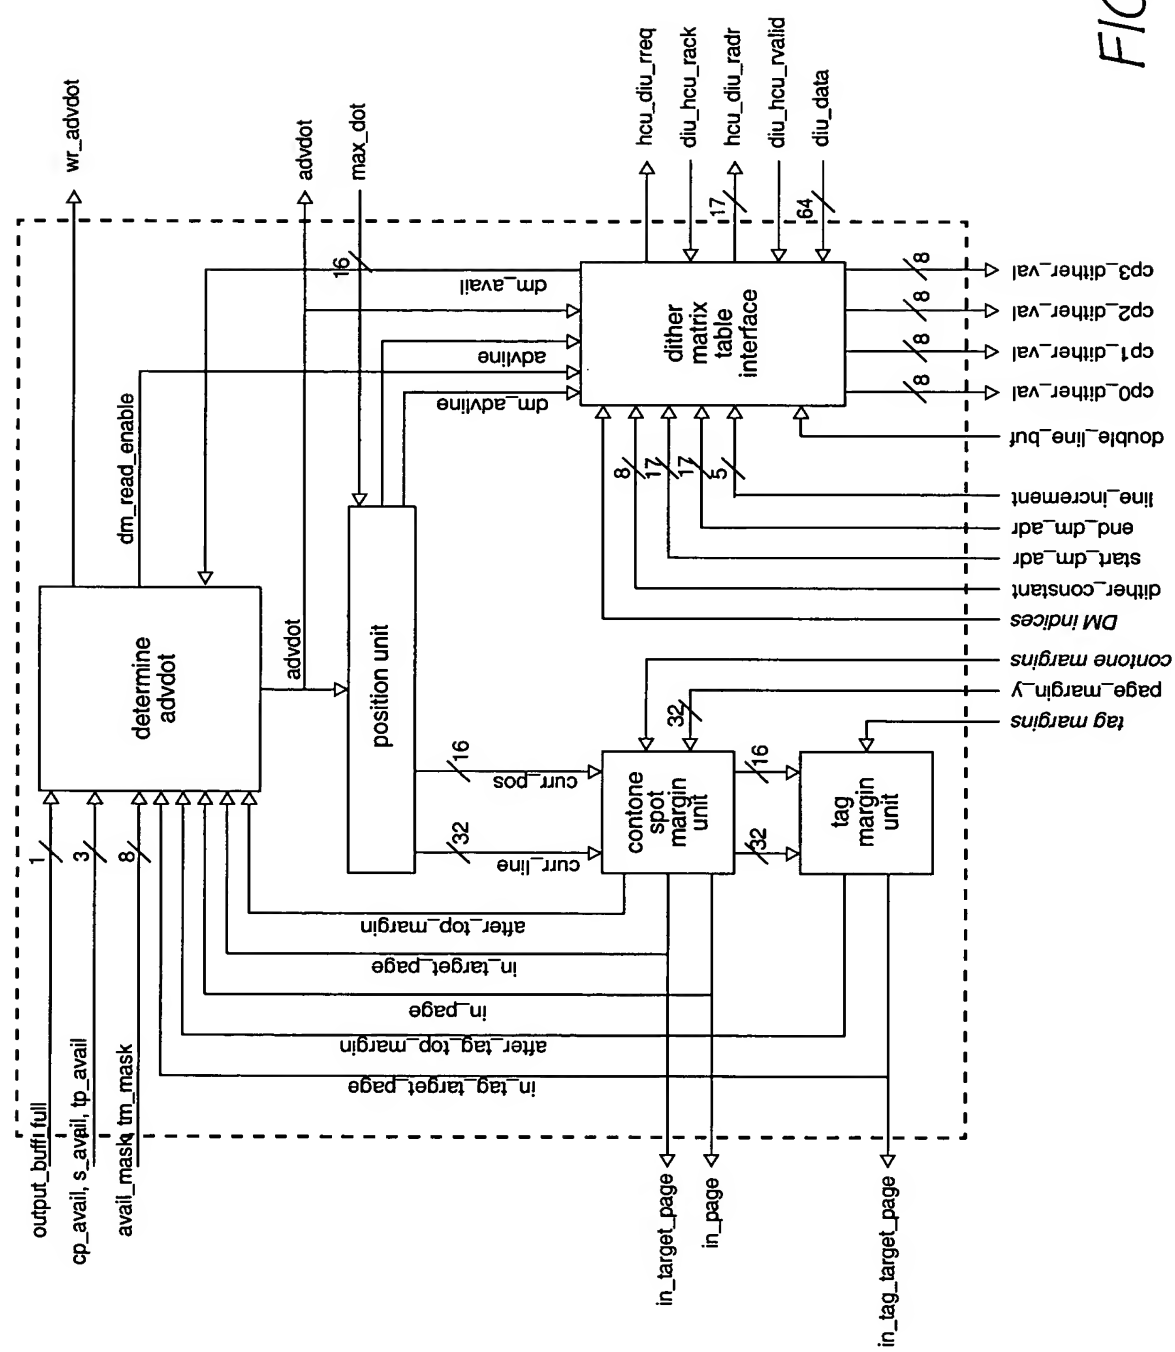 FIG
wr_advdot
advdot
max_dot
hcu_diu_rreq
diu_hcu_rack
hcu_diu_radr
diu_hcu_rvalid
diu_data
17
64
16
dm_avail
advline
dm_advline
dm_read_enable
determine
advdot
advdot
position unit
dither
matrix
table
interface
8
17
17
5
8
8
8
8
cp3_dither_val
cp2_dither_val
cp1_dither_val
cp0_dither_val
double_line_buf
line_increment
end_dm_adr
start_dm_adr
dither_constant
DM indices
contone margins
page_margin_y
tag margins
1
3
8
16
curr_pos
32
curr_line
32
contone
spot
margin
unit
16
32
tag
margin
unit
after_top_margin
in_target_page
in_page
after_tag_top_margin
in_tag_target_page
output_buff_full
cp_avail, s_avail, tp_avail
avail_mask, tm_mask
in_target_page
in_page
in_tag_target_page